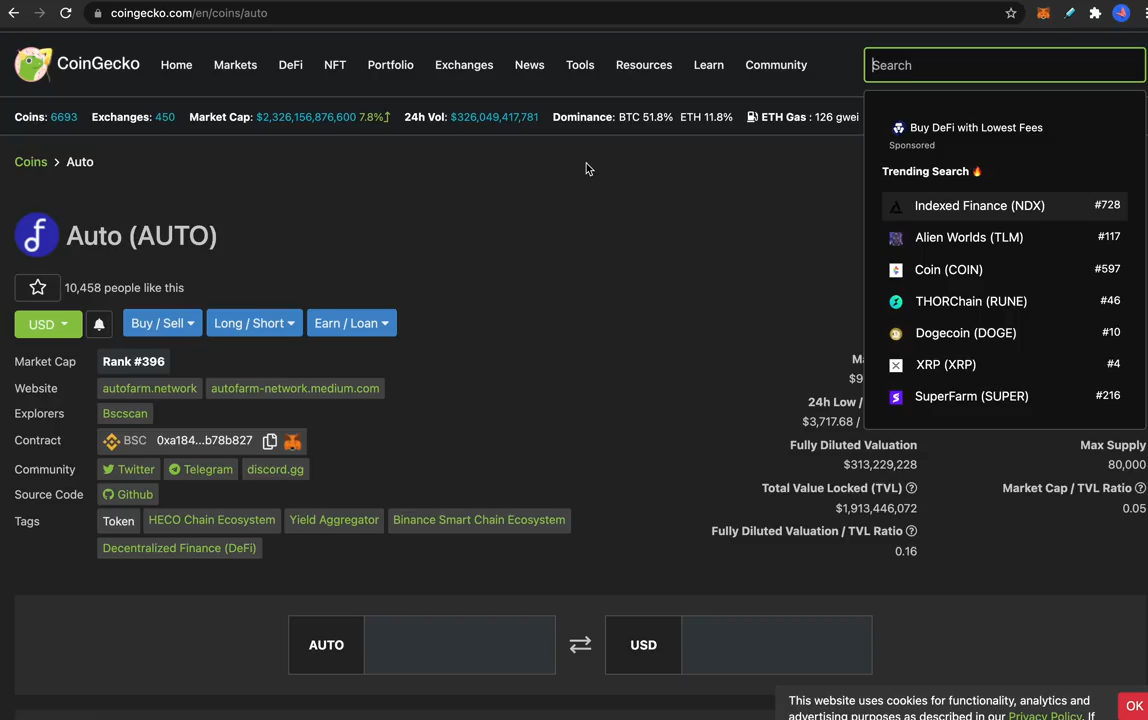 coingecko.com/en/coins/auto
CoinGecko
Home
Markets
DeFi
NFT
Portfolio
Exchanges
News
Tools
Resources
Learn
Community
Search
Coins: 6693
Exchanges: 450
Market Cap: $2,326,156,876,600 7.8%
24h Vol: $326,049,417,781
Dominance: BTC 51.8% ETH 11.8%
ETH Gas : 126 gwei
Buy DeFi with Lowest Fees
Sponsored
Trending Search
Indexed Finance (NDX) #728
Alien Worlds (TLM) #117
Coin (COIN) #597
THORChain (RUNE) #46
Dogecoin (DOGE) #10
XRP (XRP) #4
SuperFarm (SUPER) #216
Coins > Auto
Auto (AUTO)
10,458 people like this
USD
Buy / Sell
Long / Short
Earn / Loan
Market Cap Rank #396
Website autofarm.network autofarm-network.medium.com
Explorers Bscscan
Contract BSC 0xa184...b78b827
Community Twitter Telegram discord.gg
Source Code Github
Tags Token HECO Chain Ecosystem Yield Aggregator Binance Smart Chain Ecosystem
Decentralized Finance (DeFi)
24h Low /
$3,717.68 /
Fully Diluted Valuation
$313,229,228
Max Supply
80,000
Total Value Locked (TVL)
$1,913,446,072
Market Cap / TVL Ratio
0.05
Fully Diluted Valuation / TVL Ratio
0.16
AUTO
USD
This website uses cookies for functionality, analytics and
advertising purposes as described in our Privacy Policy. If
OK